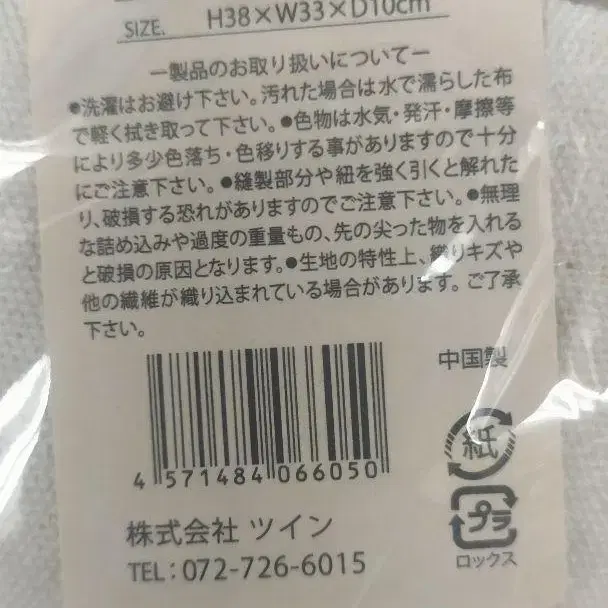 SIZE. H38×W33×D10cm
ー製品のお取り扱いについてー
●洗濯はお避け下さい。汚れた場合は水で濡らした布
で軽く拭き取って下さい。●色物は水気・発汗・摩擦等
により多少色落ち・色移りする事がありますので十分
にご注意下さい。●縫製部分や紐を強く引くと解れた
り、破損する恐れがありますのでご注意下さい。●無理
な詰め込みや過度の重量もの、先の尖った物を入れる
と破損の原因となります。●生地の特性上、織りキズや
他の繊維が織り込まれている場合があります。ご了承
下さい。
中国製
4 571484 066050
紙
プラ
ロックス
株式会社 ツイン
TEL:072-726-6015